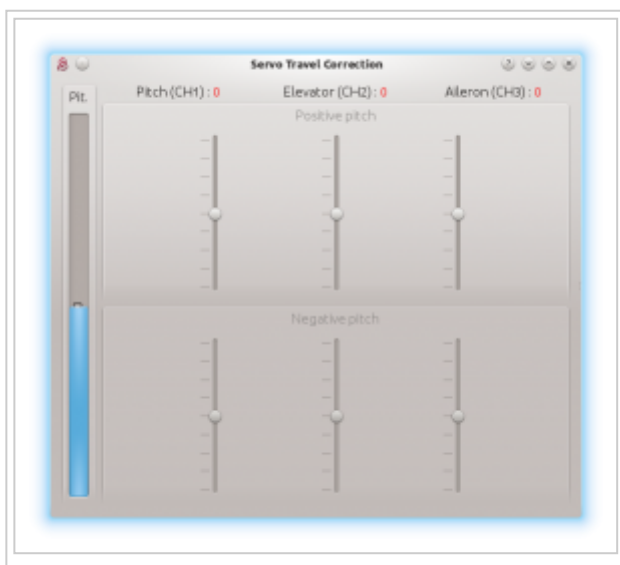 Servo Travel Correction
Pit.
Pitch (CH1) : 0
Elevator (CH2) : 0
Aileron (CH3) : 0
Positive pitch
Negative pitch